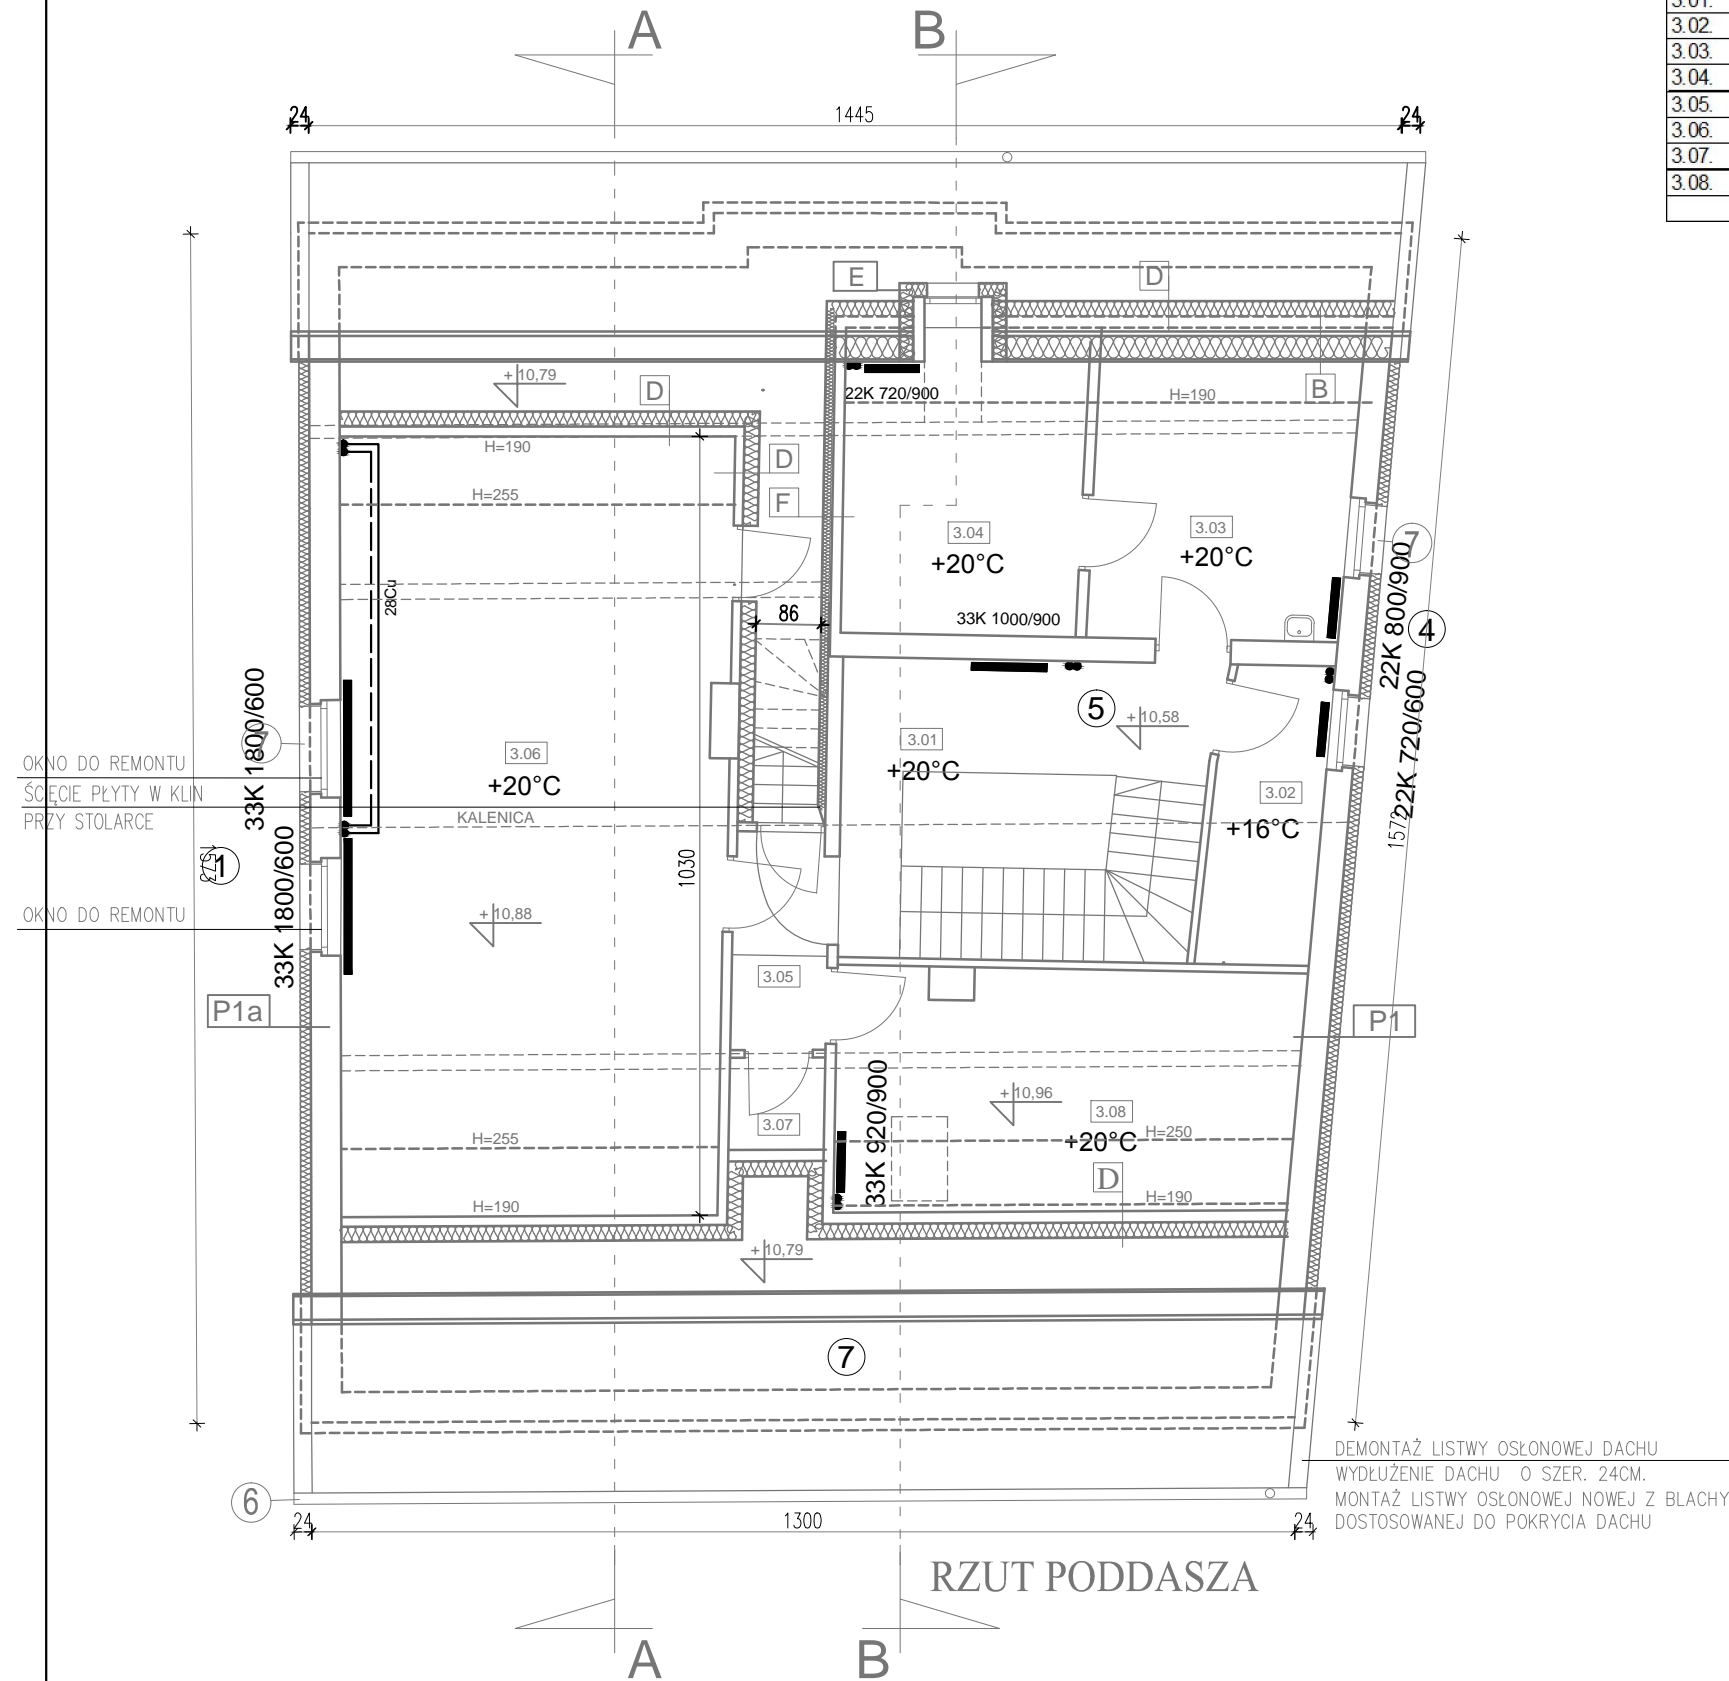 A
B
3.01.
3.02.
3.03.
3.04.
3.05.
3.06.
3.07.
3.08.
24
1445
24
E
D
+10,79
D
22K 720/900
H=190
B
H=190
D
H=255
F
3.04
+20°C
3.03
+20°C
7
28Cu
86
33K 1000/900
22K 800/900
4
33K 1800/600
7
5
+10,58
22K 720/600
3.06
+20°C
3.01
+20°C
OKNO DO REMONTU
ŚCIĘCIE PŁYTY W KLIN
PRZY STOLARCE
KALENICA
3.02
+16°C
1572
1573
1
33K 1800/600
1030
OKNO DO REMONTU
+10,88
3.05
P1a
P1
33K 920/900
+10,96
3.08
+20°C
3.07
H=255
H=250
D
H=190
H=190
+10,79
7
DEMONTAŻ LISTWY OSŁONOWEJ DACHU
WYDŁUŻENIE DACHU O SZER. 24CM.
MONTAŻ LISTWY OSŁONOWEJ NOWEJ Z BLACHY
DOSTOSOWANEJ DO POKRYCIA DACHU
6
24
1300
24
RZUT PODDASZA
A
B